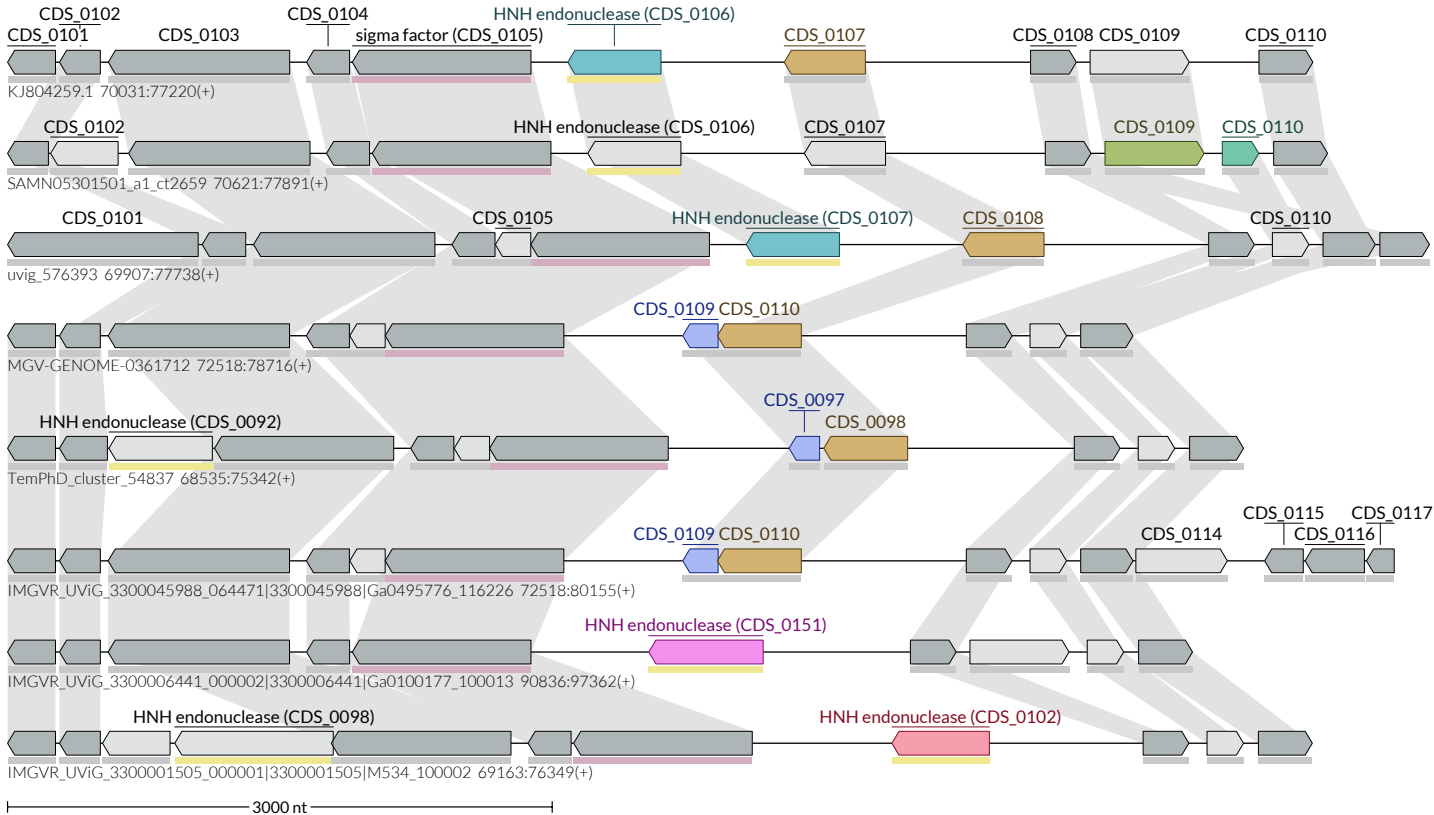 CDS_0102 CDS_0104 HNH endonuclease (CDS_0106)
CDS_0101 CDS_0103 sigma factor (CDS_0105) CDS_0107 CDS_0108 CDS_0109 CDS_0110
KJ804259.1 70031:77220(+)
CDS_0102 HNH endonuclease (CDS_0106) CDS_0107 CDS_0109 CDS_0110
SAMN05301501_a1_ct2659 70621:77891(+)
CDS_0101 CDS_0105 HNH endonuclease (CDS_0107) CDS_0108 CDS_0110
uvig_576393 69907:77738(+)
CDS_0109 CDS_0110
MGV-GENOME-0361712 72518:78716(+)
CDS_0097
HNH endonuclease (CDS_0092) CDS_0098
TemPhD_cluster_54837 68535:75342(+)
CDS_0115 CDS_0117
CDS_0109 CDS_0110 CDS_0114 CDS_0116
IMGVR_UViG_3300045988_064471|3300045988|Ga0495776_116226 72518:80155(+)
HNH endonuclease (CDS_0151)
IMGVR_UViG_3300006441_000002|3300006441|Ga0100177_100013 90836:97362(+)
HNH endonuclease (CDS_0098) HNH endonuclease (CDS_0102)
IMGVR_UViG_3300001505_000001|3300001505|M534_100002 69163:76349(+)
3000 nt